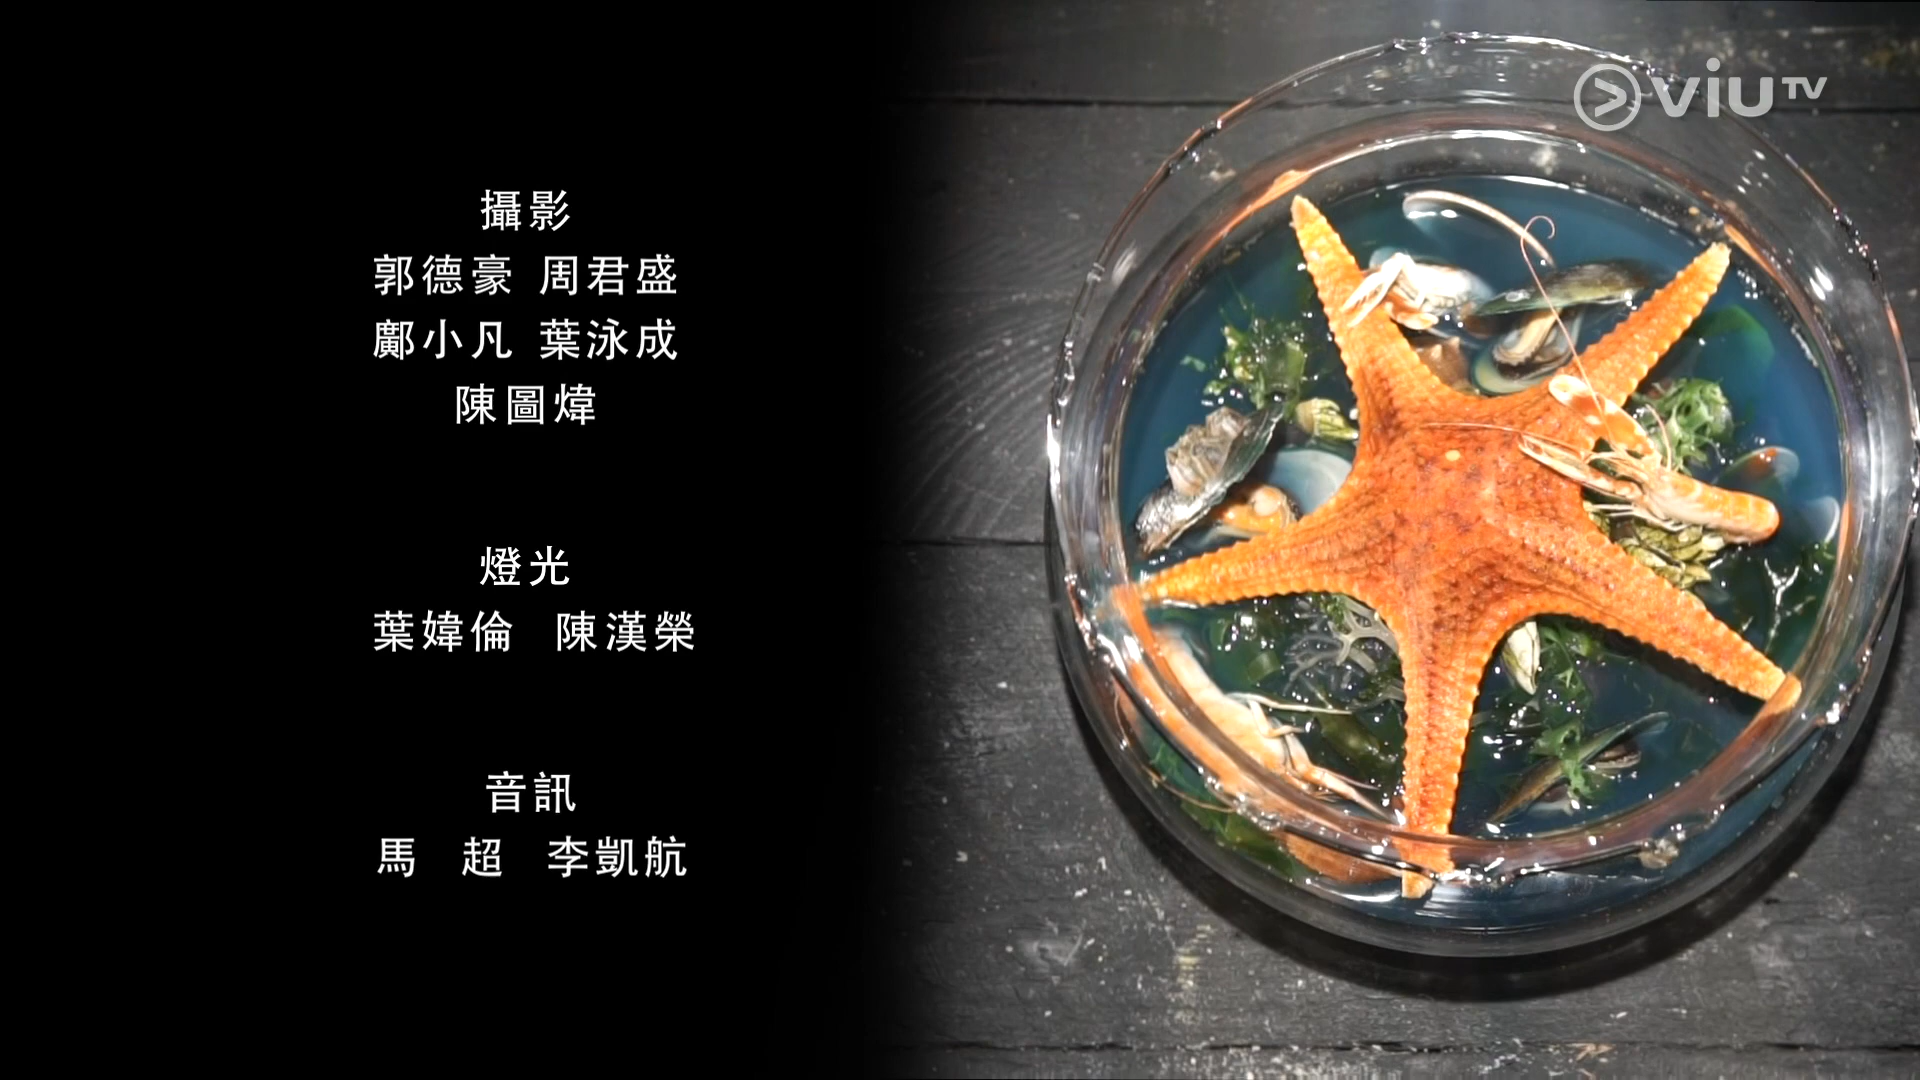 viuTV
攝影
郭德豪 周君盛
鄺小凡 葉泳成
陳圖煒
燈光
葉媁倫 陳漢榮
音訊
馬 超 李凱航